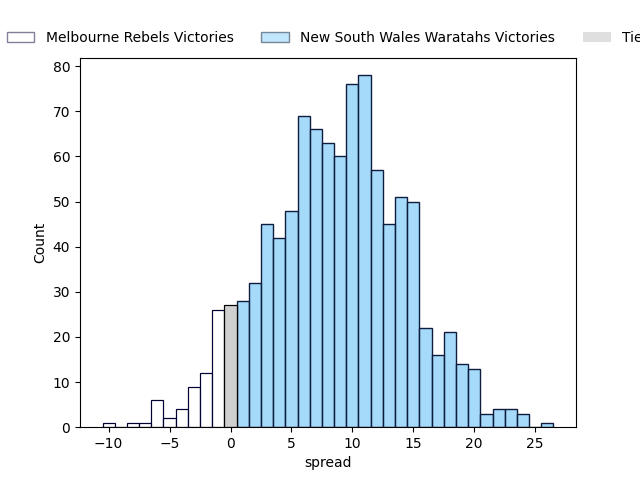 Melbourne Rebels Victories New South Wales Waratahs Victories Tie
80
70
60
50
40
30
20
10
0
Count
−10 −5 0 5 10 15 20 25
spread